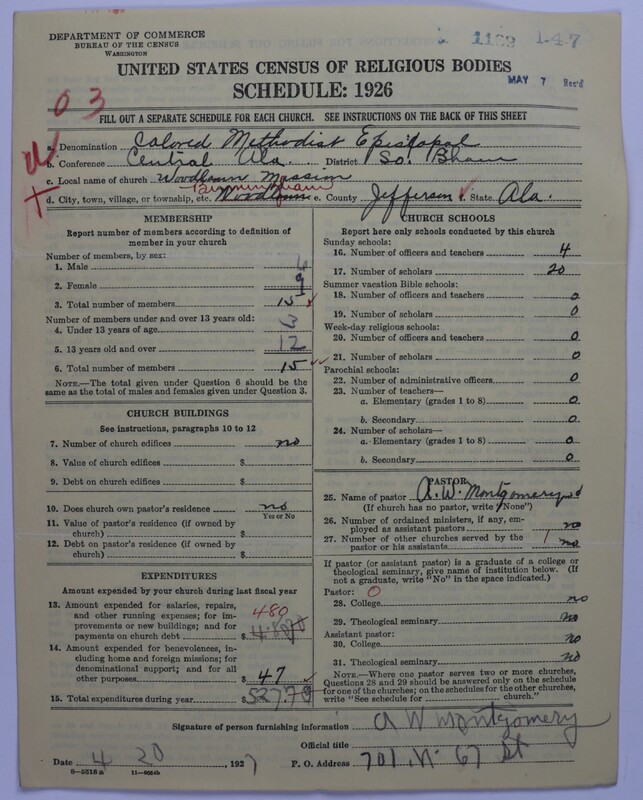 DEPARTMENT OF COMMERCE
BUREAU OF THE CENSUS
WASHINGTON
1189 1-47
MAY 7 Rec'd
UNITED STATES CENSUS OF RELIGIOUS BODIES
SCHEDULE: 1926
03
FILL OUT A SEPARATE SCHEDULE FOR EACH CHURCH. SEE INSTRUCTIONS ON THE BACK OF THIS SHEET
a. Denomination Colored Methodist Episcopal
b. Conference Central Ala. District So. Bham
c. Local name of church Woodlawn Mission
Birmingham
d. City, town, village, or township, etc. Woodlawn e. County Jefferson f. State Ala.
MEMBERSHIP
Report number of members according to definition of member in your church
Number of members, by sex:
1. Male 6
2. Female 9
3. Total number of members 15
Number of members under and over 13 years old:
4. Under 13 years of age 3
5. 13 years old and over 12
6. Total number of members 15
NOTE.—The total given under Question 6 should be the
same as the total of males and females given under Question 3.
CHURCH BUILDINGS
See instructions, paragraphs 10 to 12
7. Number of church edifices no
8. Value of church edifices $
9. Debt on church edifices $
10. Does church own pastor's residence? no
Yes or No
11. Value of pastor's residence (if owned by
church) $
12. Debt on pastor's residence (if owned by
church) $
EXPENDITURES
Amount expended by your church during last fiscal year
13. Amount expended for salaries, repairs,
and other running expenses; for im-
provements or new buildings; and for
payments on church debt $ 480
14. Amount expended for benevolences, in-
cluding home and foreign missions; for
denominational support; and for all
other purposes $ 47
15. Total expenditures during year $
CHURCH SCHOOLS
Report here only schools conducted by this church
Sunday schools:
16. Number of officers and teachers 4
17. Number of scholars 20
Summer vacation Bible schools:
18. Number of officers and teachers 0
19. Number of scholars 0
Week-day religious schools:
20. Number of officers and teachers 0
21. Number of scholars 0
Parochial schools:
22. Number of administrative officers 0
23. Number of teachers—
a. Elementary (grades 1 to 8) 0
b. Secondary 0
24. Number of scholars—
a. Elementary (grades 1 to 8) 0
b. Secondary 0
PASTOR
25. Name of pastor A. W. Montgomery
(If church has no pastor, write "None")
26. Number of ordained ministers, if any, em-
ployed as assistant pastors no
27. Number of other churches served by the
pastor or his assistants 1 no
If pastor (or assistant pastor) is a graduate of a college or
theological seminary, give name of institution below. (If
not a graduate, write "No" in the space indicated.)
Pastor: 0
28. College no
29. Theological seminary no
Assistant pastor:
30. College no
31. Theological seminary no
NOTE.—Where one pastor serves two or more churches,
Questions 28 and 29 should be answered only on the schedule
for one of the churches; on the schedules for the other churches,
write "See schedule for church."
Signature of person furnishing information A W Montgomery
Official title
Date 4 20, 1927 P. O. Address 701 N. 67 St
8-5518a 11-9054b